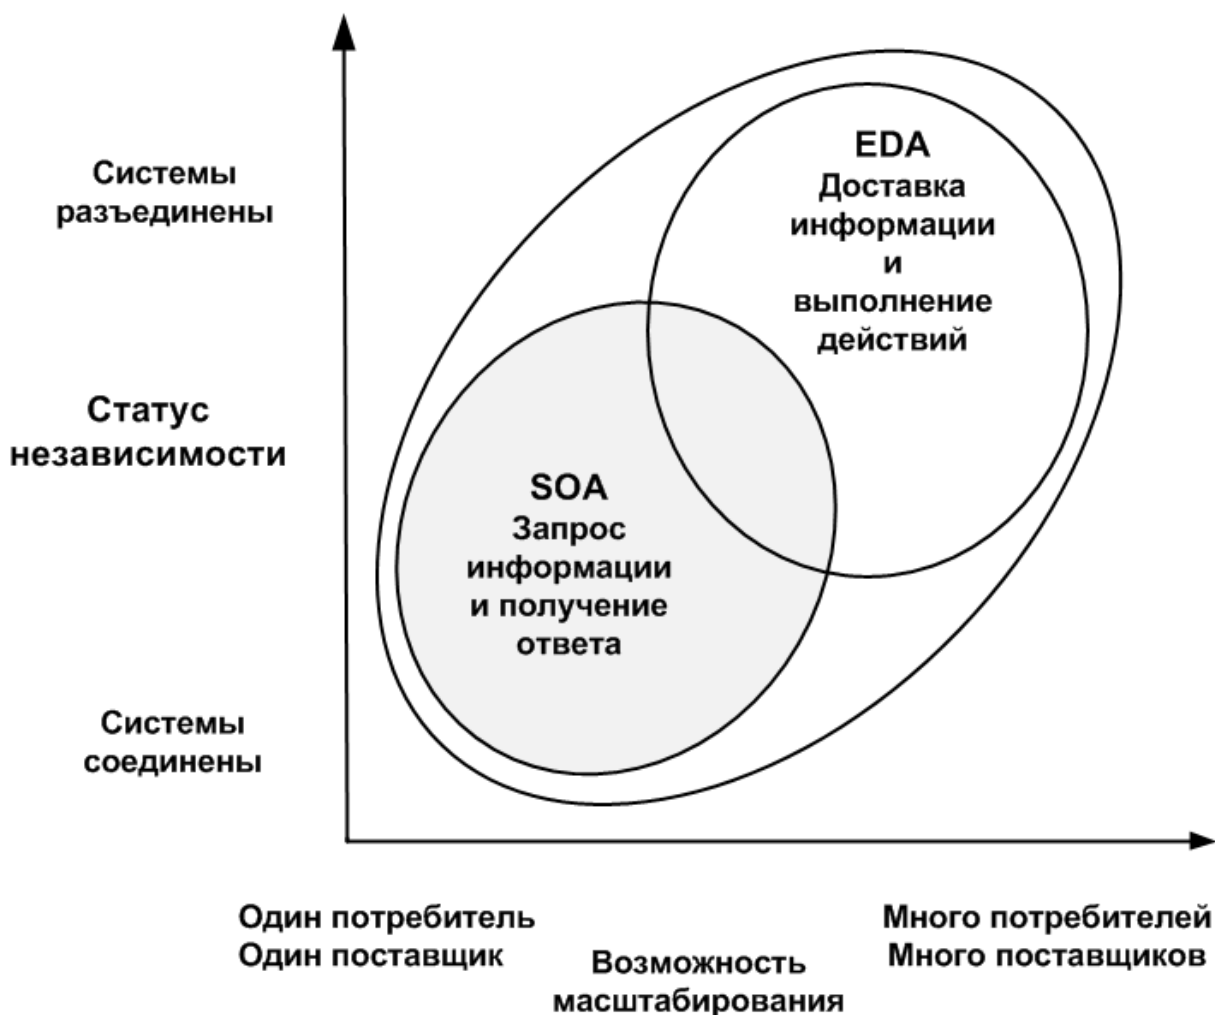 EDA
Доставка
информации
и
выполнение
действий
Системы
разъединены
Статус
независимости
SOA
Запрос
информации
и получение
ответа
Системы
соединены
Один потребитель
Один поставщик
Возможность
масштабирования
Много потребителей
Много поставщиков